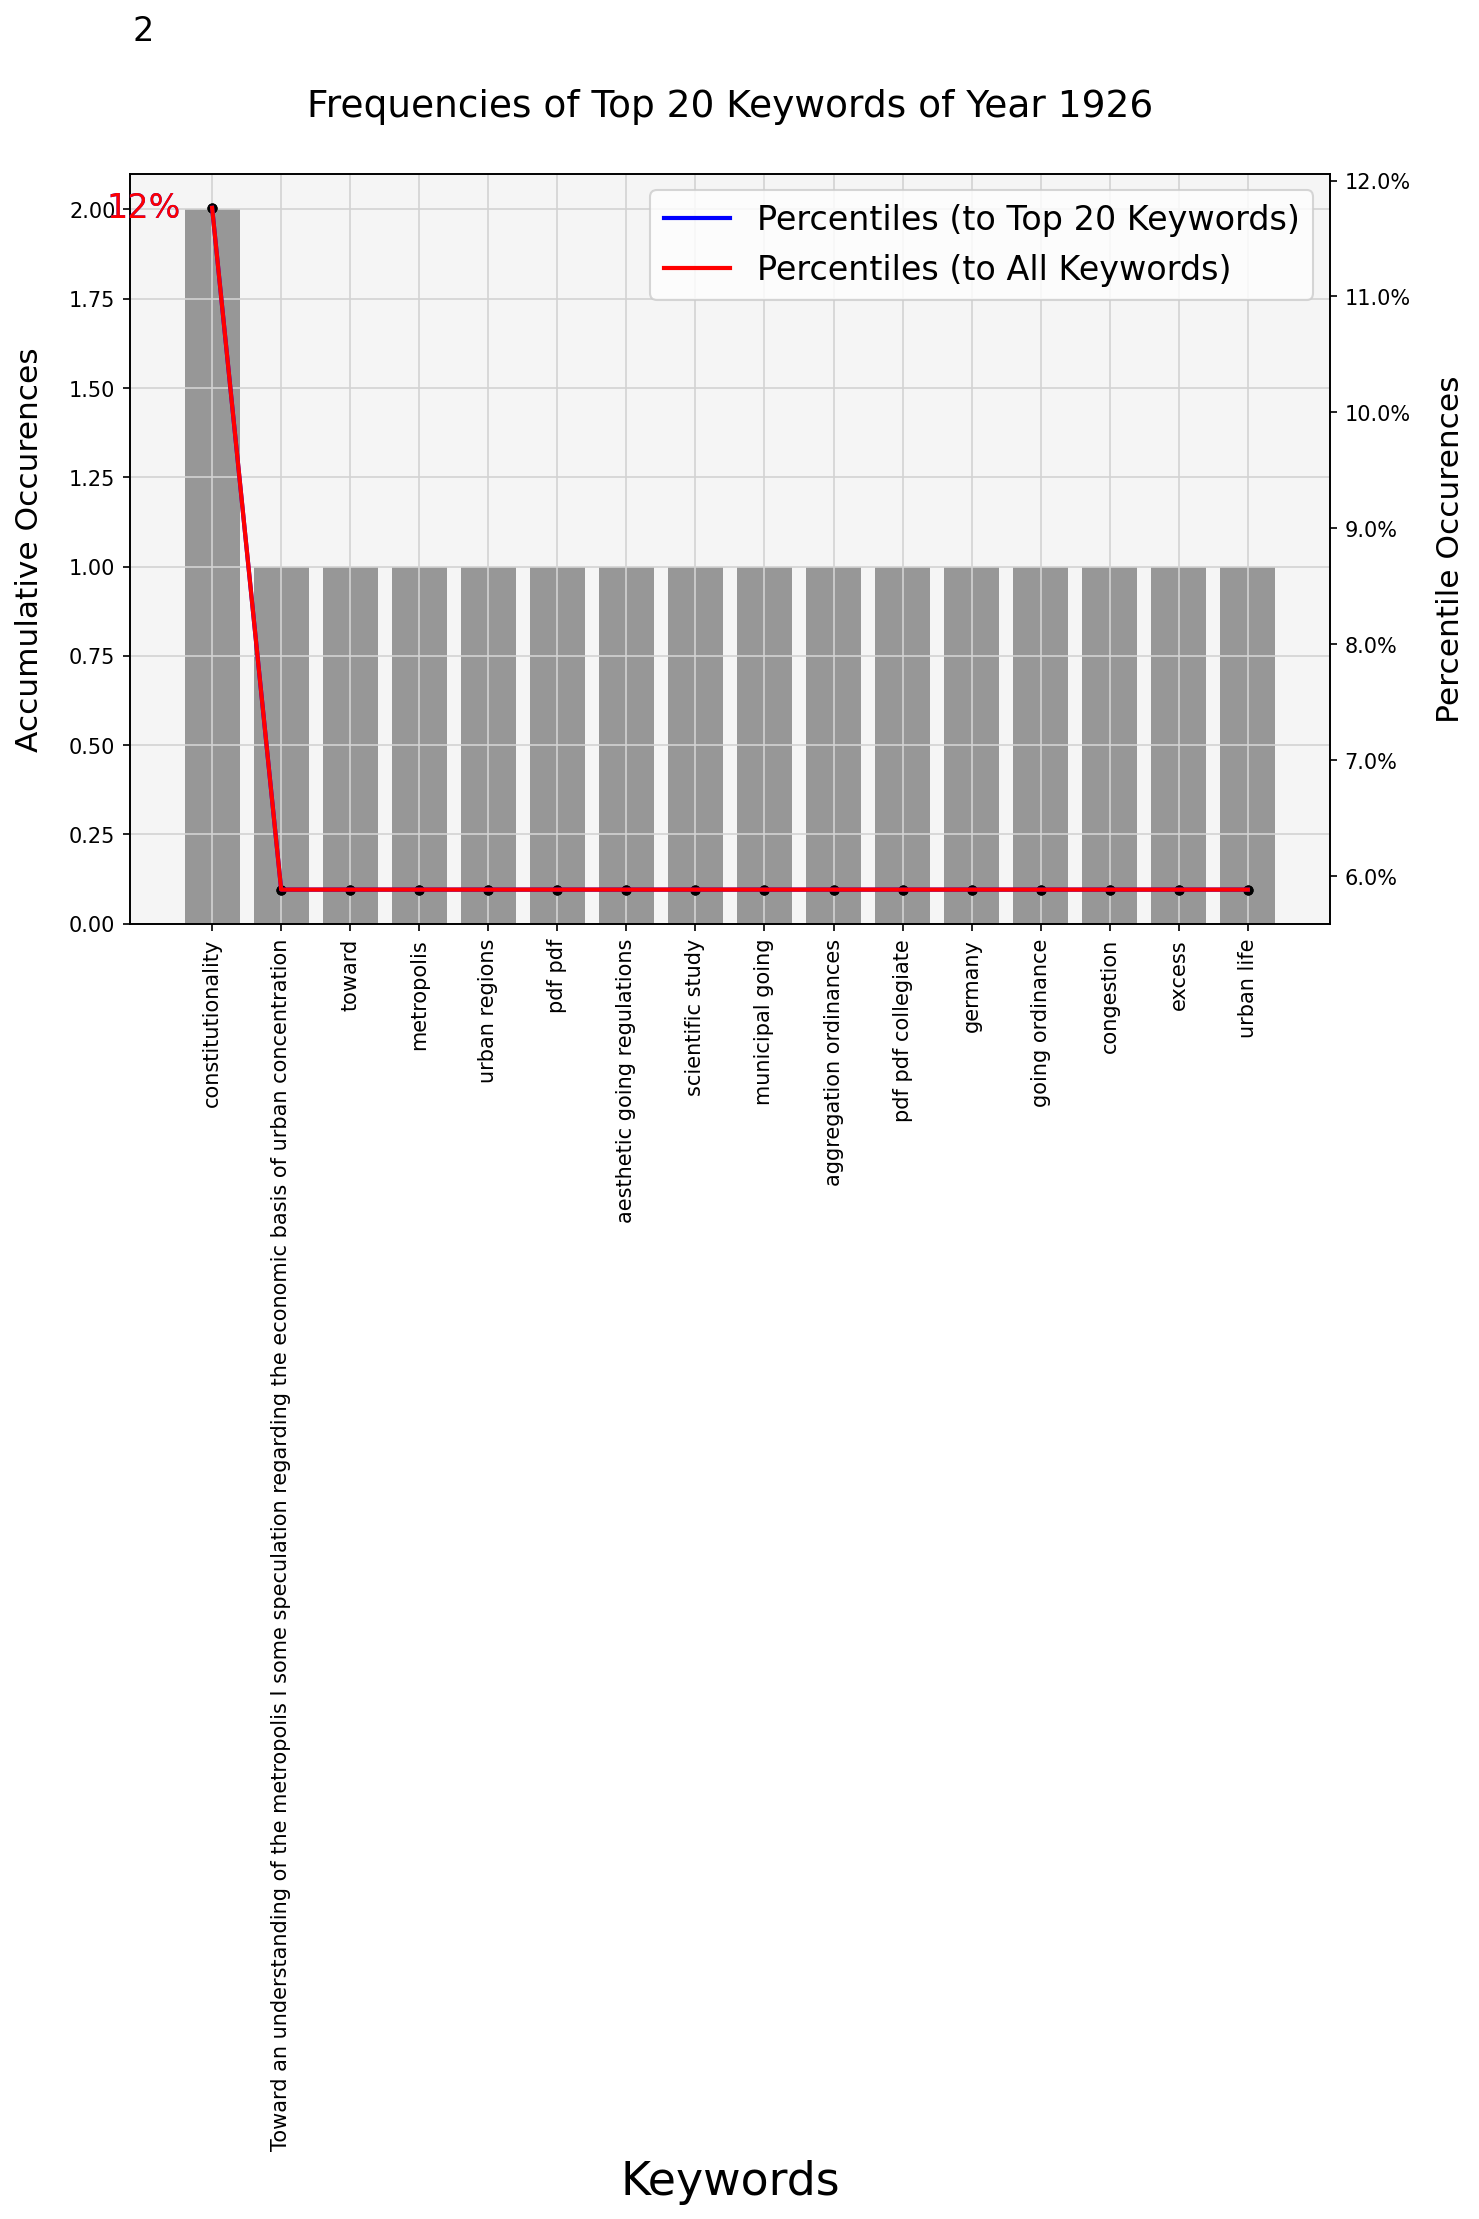 2
Frequencies of Top 20 Keywords of Year 1926
12%
Percentiles (to Top 20 Keywords)
Percentiles (to All Keywords)
Accumulative Occurences
2.00
1.75
1.50
1.25
1.00
0.75
0.50
0.25
0.00
Percentile Occurences
12.0%
11.0%
10.0%
9.0%
8.0%
7.0%
6.0%
constitutionality
Toward an understanding of the metropolis I some speculation regarding the economic basis of urban concentration
toward
metropolis
urban regions
pdf pdf
aesthetic going regulations
scientific study
municipal going
aggregation ordinances
pdf pdf collegiate
germany
going ordinance
congestion
excess
urban life
Keywords